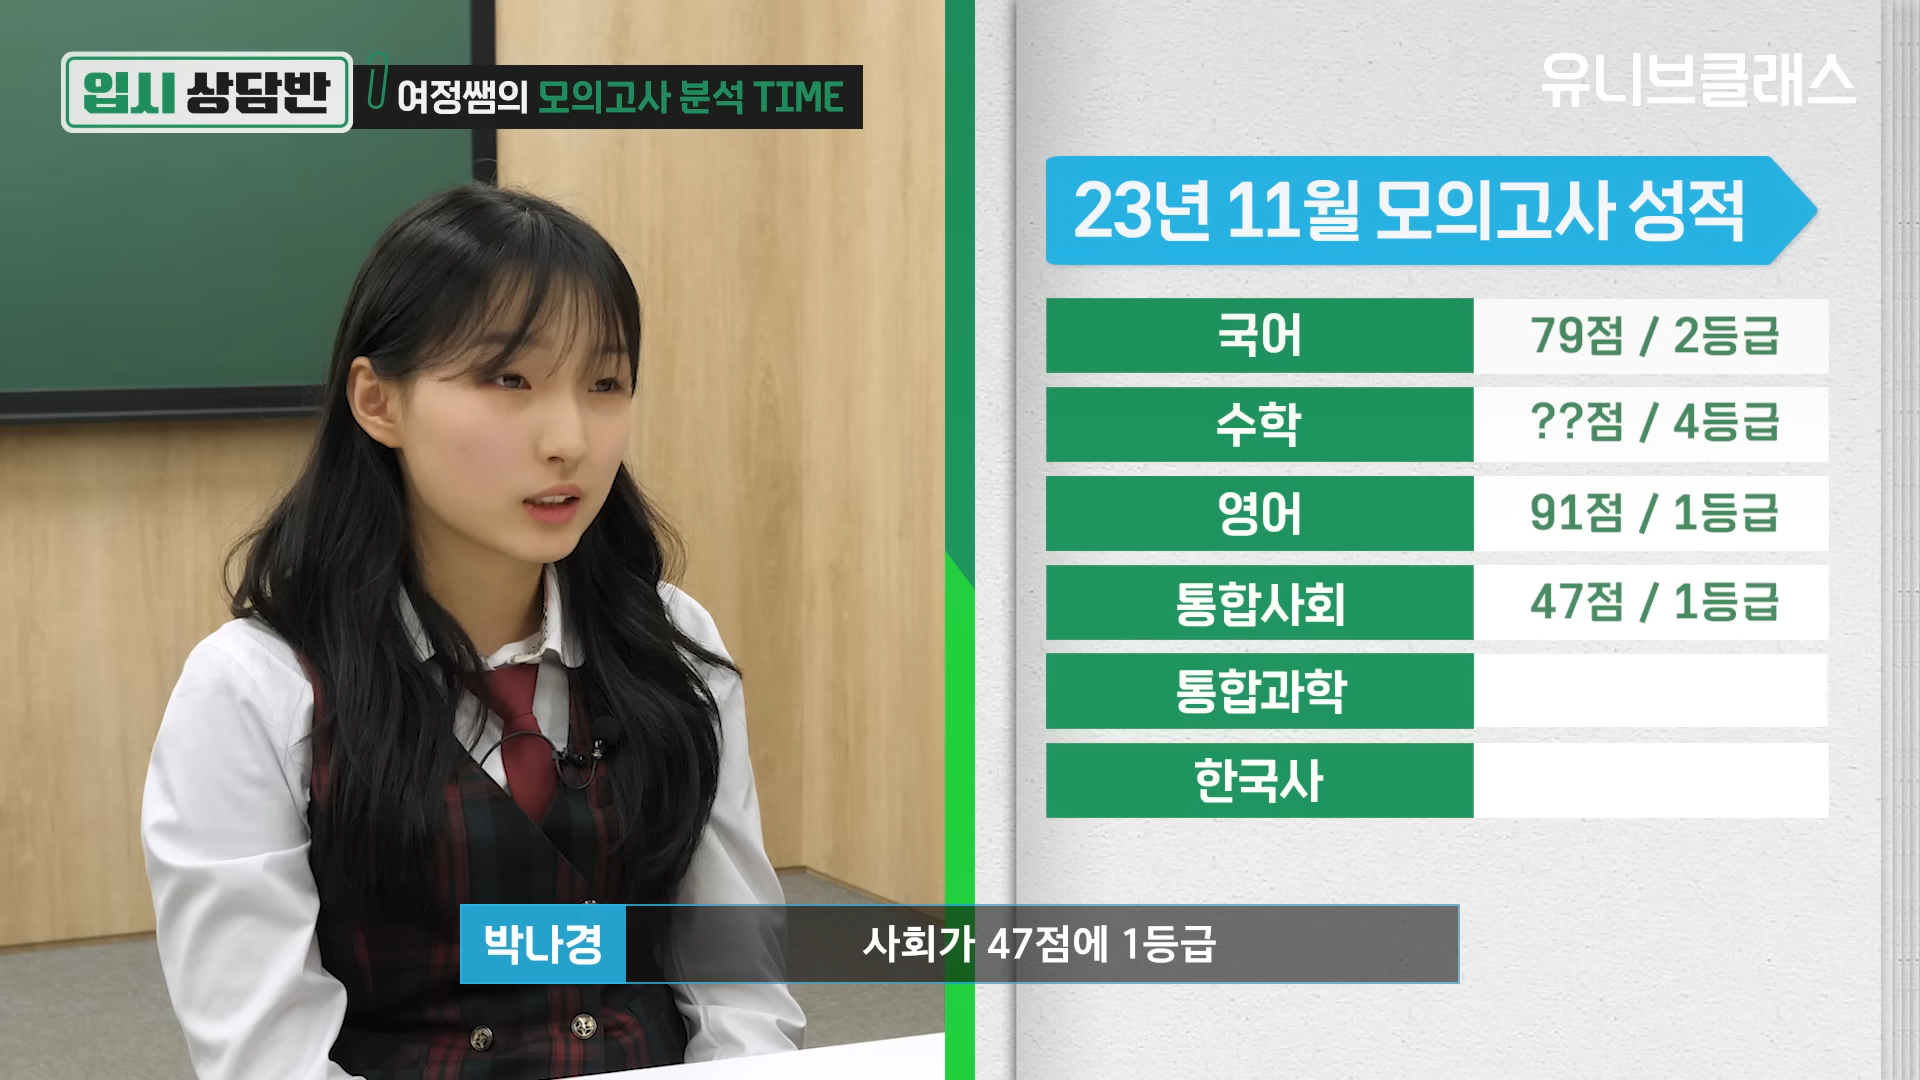 입시 상담반
여정쌤의 모의고사 분석 TIME
유니브클래스
23년 11월 모의고사 성적
국어 79점 / 2등급
수학 ??점 / 4등급
영어 91점 / 1등급
통합사회 47점 / 1등급
통합과학
한국사
박나경 사회가 47점에 1등급